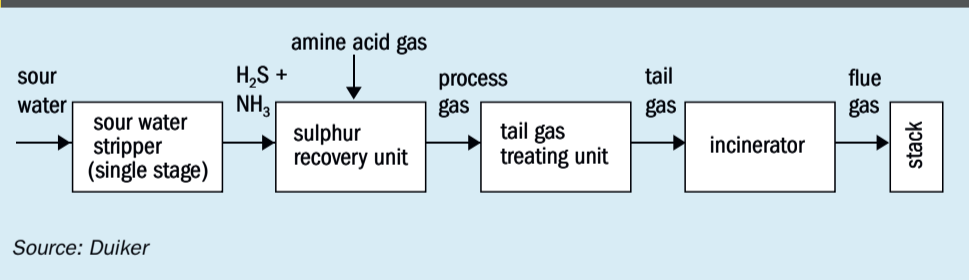 amine acid gas
sour
water
H₂S +
NH₃
process
gas
tail
gas
flue
gas
sour water
stripper
(single stage)
sulphur
recovery unit
tail gas
treating unit
incinerator
stack
Source: Duiker